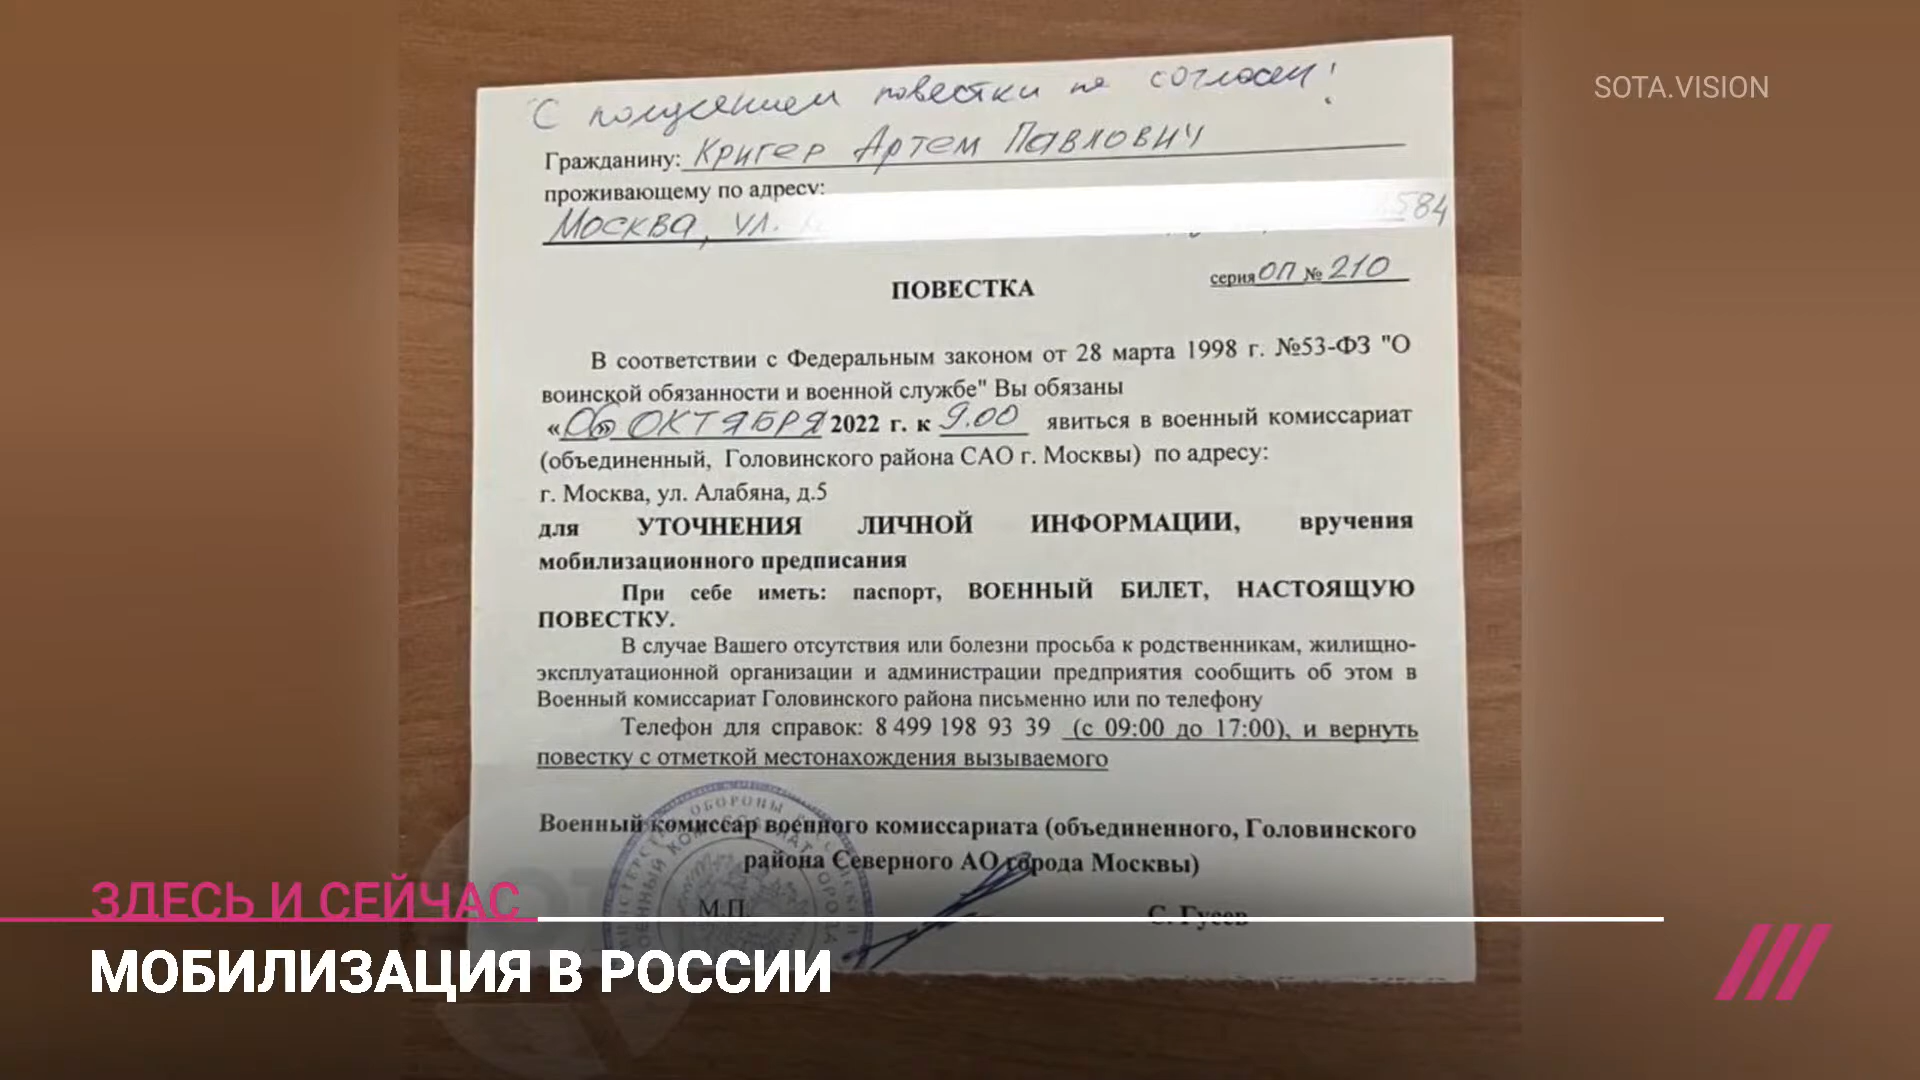 SOTA.VISION
С получением повестки не согласен!
Гражданину: Кригер Артем Павлович
проживающему по адресу:
Москва, ул. 584
ПОВЕСТКА
серия ОП № 210
В соответствии с Федеральным законом от 28 марта 1998 г. №53-ФЗ "О
воинской обязанности и военной службе" Вы обязаны
«06» ОКТЯБРЯ 2022 г. к 9.00 явиться в военный комиссариат
(объединенный, Головинского района САО г. Москвы) по адресу:
г. Москва, ул. Алабяна, д.5
для УТОЧНЕНИЯ ЛИЧНОЙ ИНФОРМАЦИИ, вручения
мобилизационного предписания
При себе иметь: паспорт, ВОЕННЫЙ БИЛЕТ, НАСТОЯЩУЮ
ПОВЕСТКУ.
В случае Вашего отсутствия или болезни просьба к родственникам, жилищно-
эксплуатационной организации и администрации предприятия сообщить об этом в
Военный комиссариат Головинского района письменно или по телефону
Телефон для справок: 8 499 198 93 39 (с 09:00 до 17:00), и вернуть
повестку с отметкой местонахождения вызываемого
Военный комиссар военного комиссариата (объединенного, Головинского
района Северного АО города Москвы)
М.П. С. Гусев
ЗДЕСЬ И СЕЙЧАС
МОБИЛИЗАЦИЯ В РОССИИ